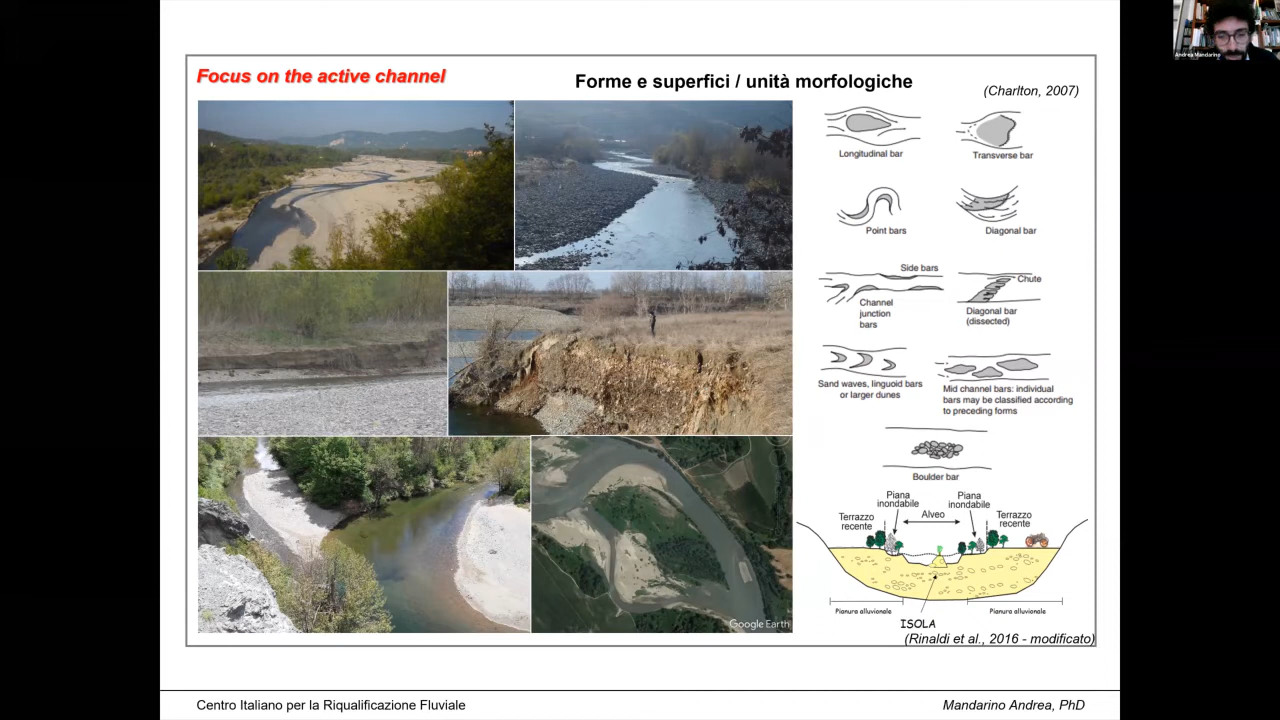 Andrea Mandarino
Focus on the active channel
Forme e superfici / unità morfologiche
(Charlton, 2007)
Longitudinal bar
Transverse bar
Point bars
Diagonal bar
Side bars
Channel
junction
bars
Chute
Diagonal bar
(dissected)
Sand waves, linguoid bars
or larger dunes
Mid channel bars: individual
bars may be classified according
to preceding forms
Boulder bar
Piana
inondabile
Piana
inondabile
Terrazzo
recente
Alveo
Terrazzo
recente
Pianura alluvionale
Pianura alluvionale
ISOLA
(Rinaldi et al., 2016 - modificato)
Google Earth
Centro Italiano per la Riqualificazione Fluviale
Mandarino Andrea, PhD